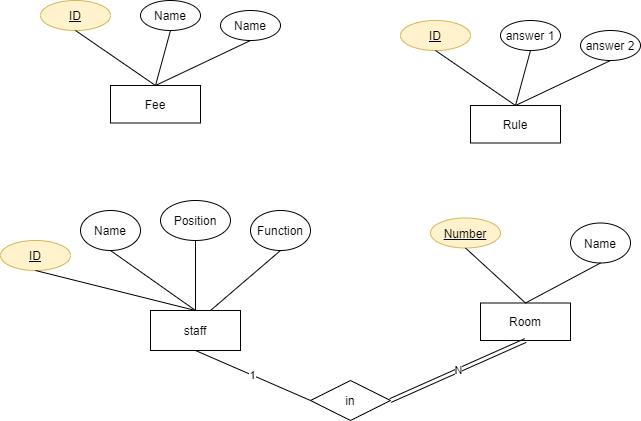 ID
Name
Name
Fee
ID
answer 1
answer 2
Rule
ID
Name
Position
Function
staff
Number
Name
Room
1
in
N